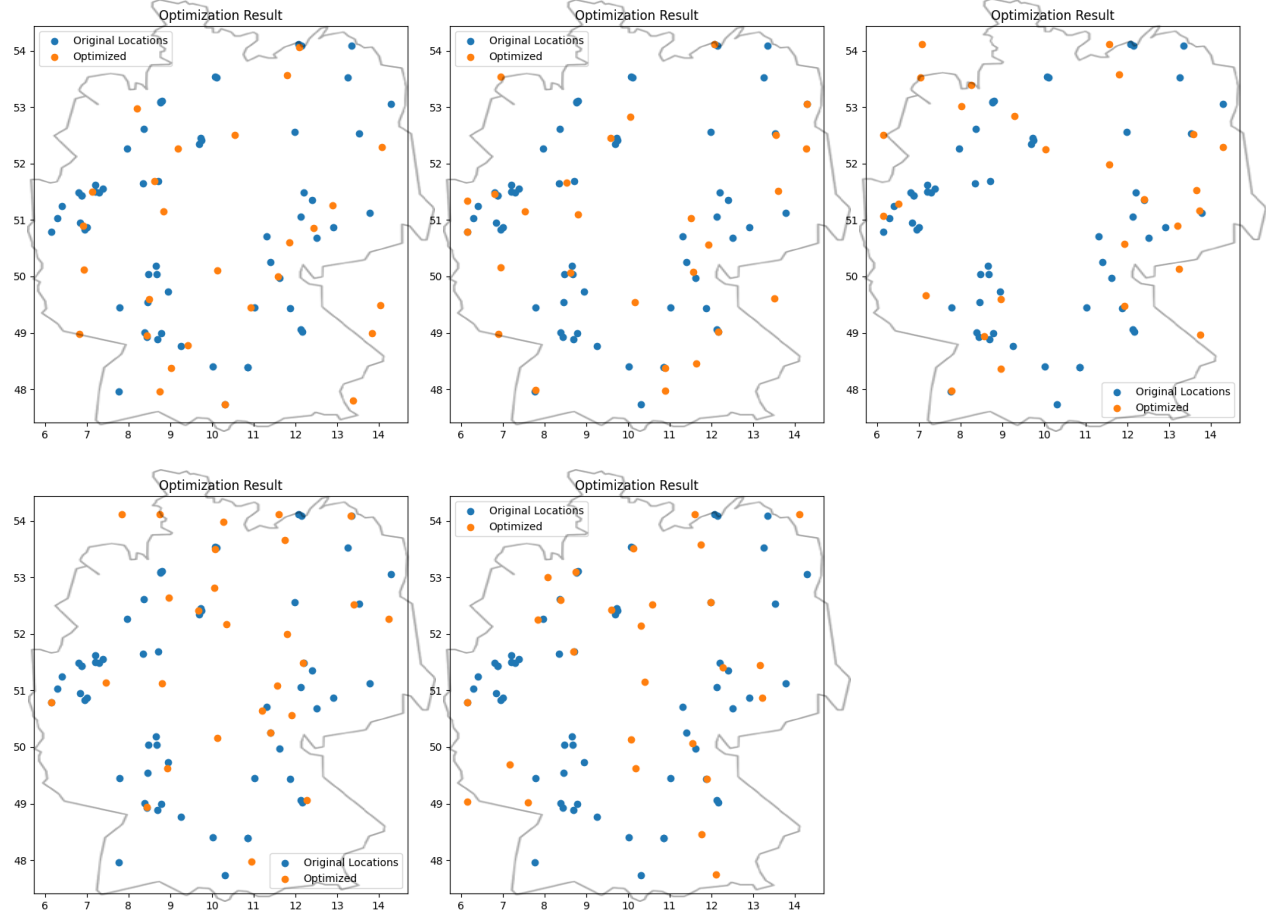 Optimization Result
Original Locations
Optimized
54
53
52
51
50
49
48
6 7 8 9 10 11 12 13 14
Optimization Result
Original Locations
Optimized
54
53
52
51
50
49
48
6 7 8 9 10 11 12 13 14
Optimization Result
54
53
52
51
50
49
48
Original Locations
Optimized
6 7 8 9 10 11 12 13 14
Optimization Result
54
53
52
51
50
49
48
Original Locations
Optimized
6 7 8 9 10 11 12 13 14
Optimization Result
Original Locations
Optimized
54
53
52
51
50
49
48
6 7 8 9 10 11 12 13 14